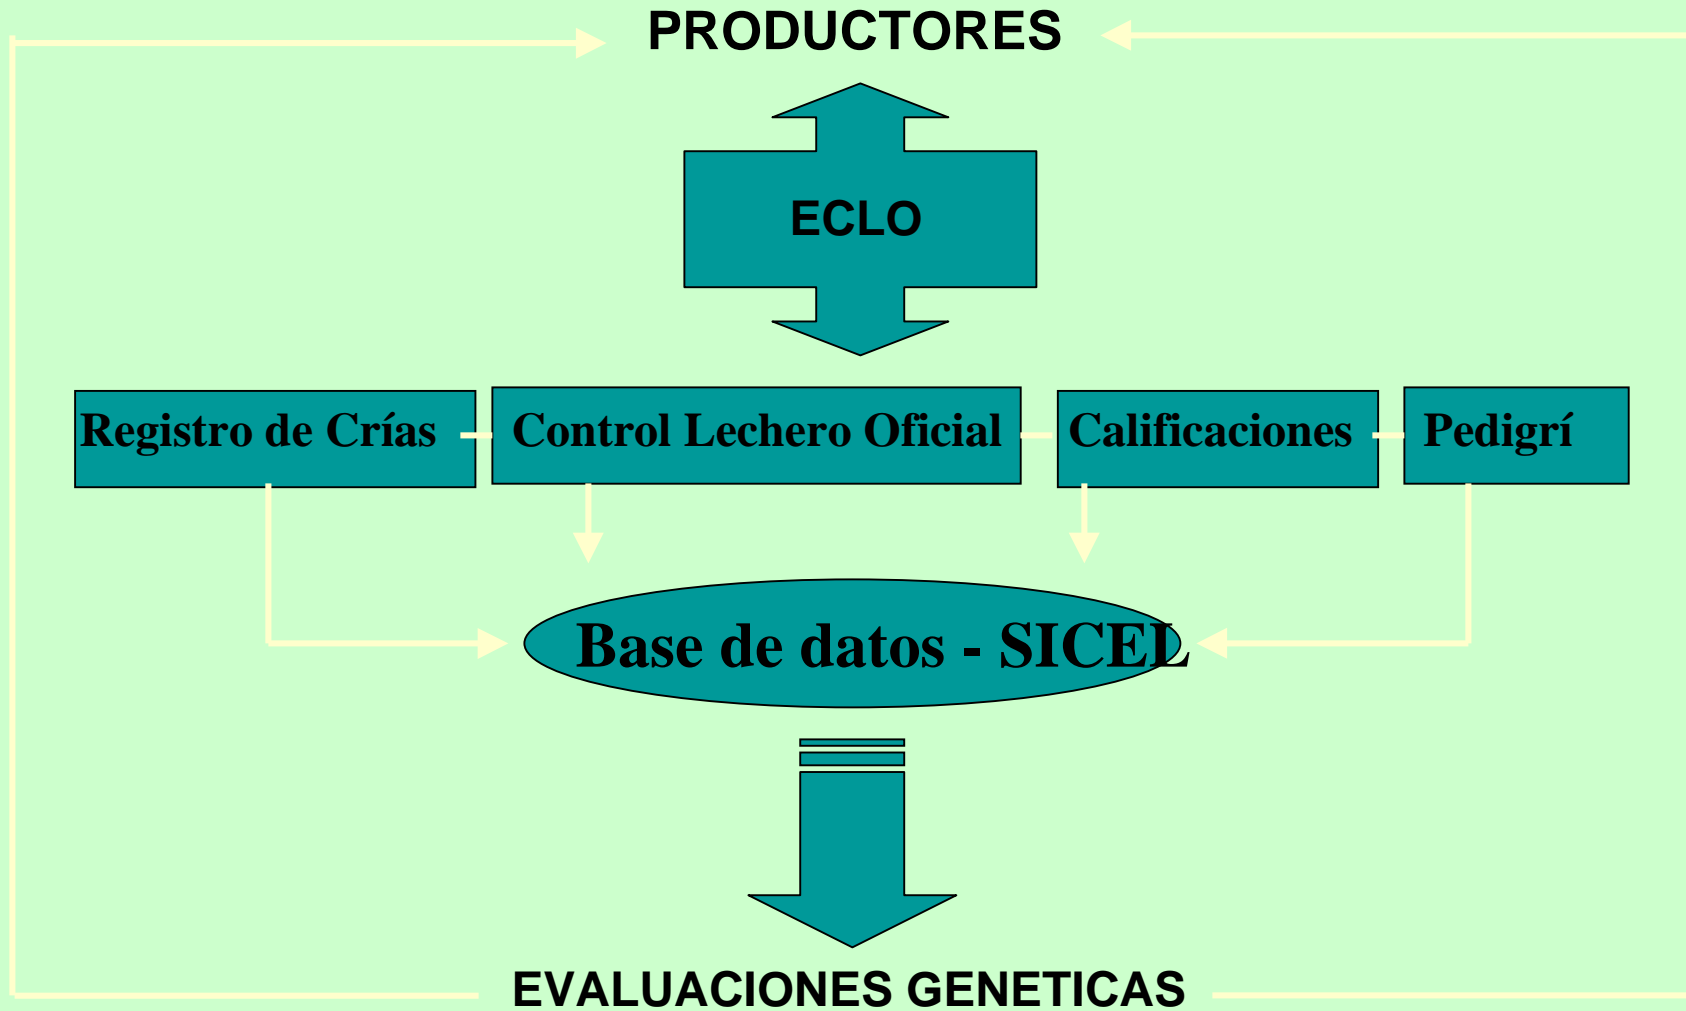 PRODUCTORES
ECLO
Registro de Crías
Control Lechero Oficial
Calificaciones
Pedigrí
Base de datos - SICEL
EVALUACIONES GENETICAS